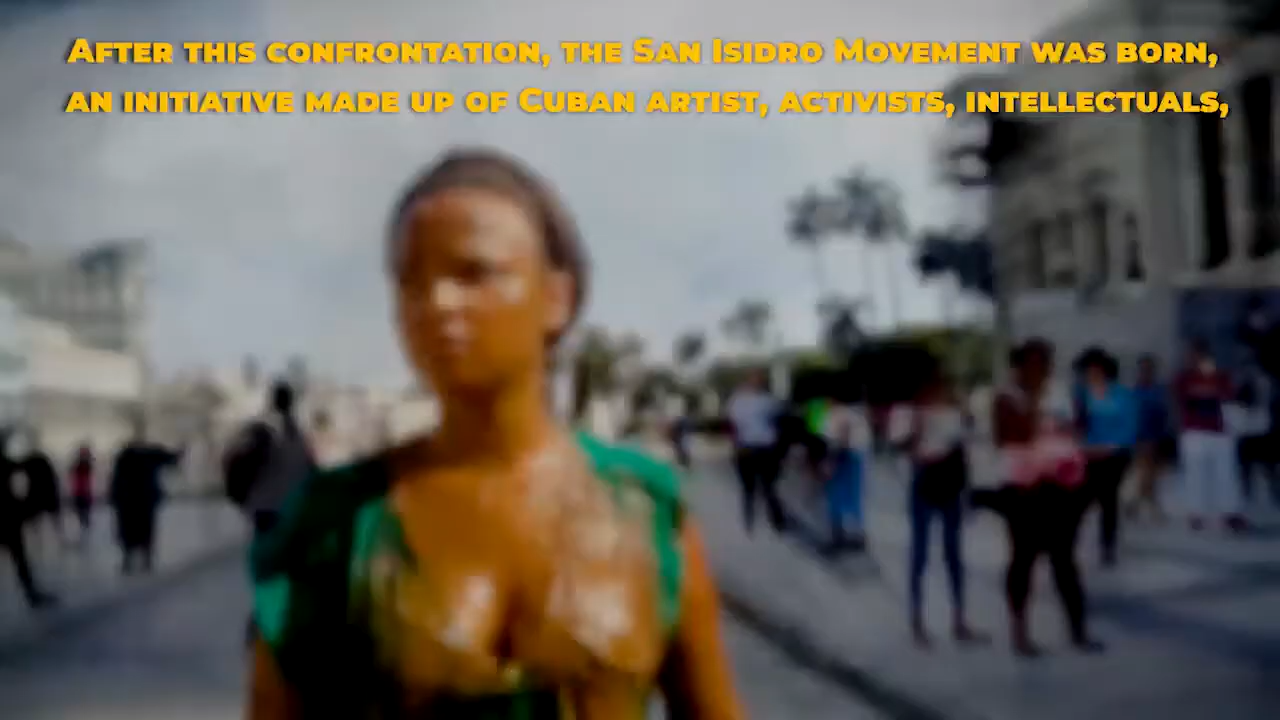 After this confrontation, the San Isidro Movement was born,
an initiative made up of Cuban artist, activists, intellectuals,